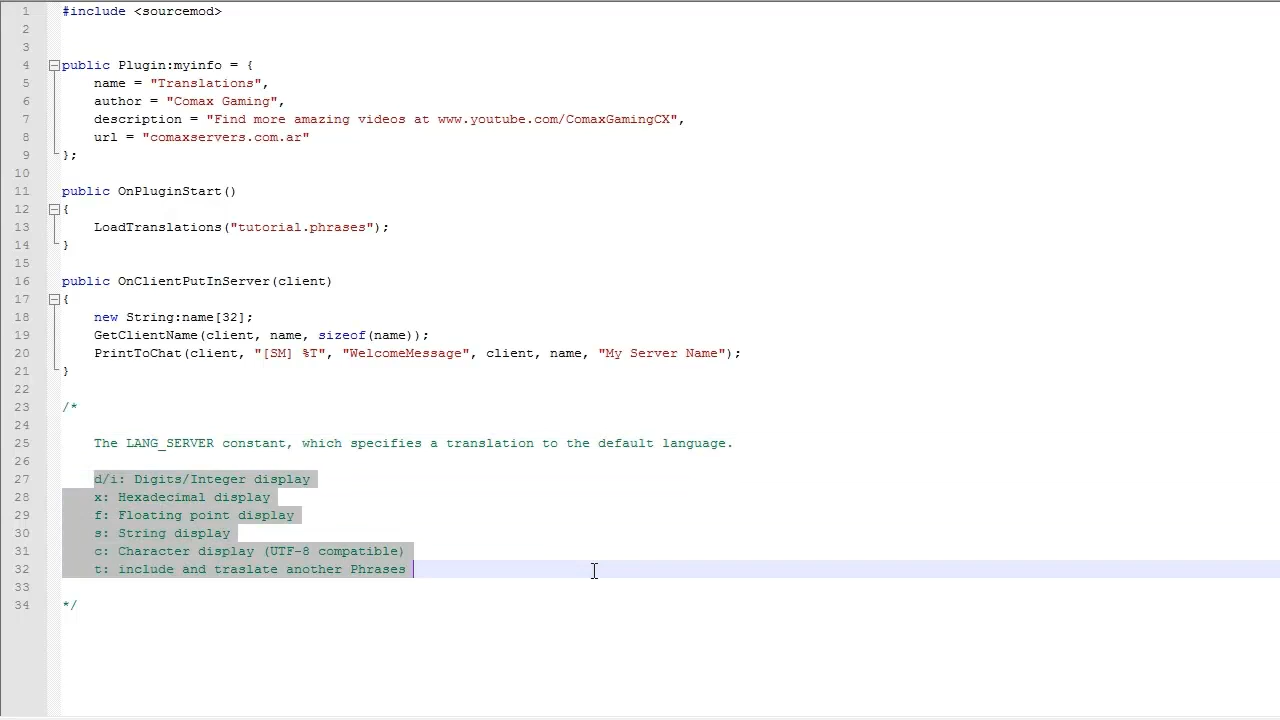 1 #include <sourcemod>
2
3
4 public Plugin:myinfo = {
5 name = "Translations",
6 author = "Comax Gaming",
7 description = "Find more amazing videos at www.youtube.com/ComaxGamingCX",
8 url = "comaxservers.com.ar"
9 };
10
11 public OnPluginStart()
12 {
13 LoadTranslations("tutorial.phrases");
14 }
15
16 public OnClientPutInServer(client)
17 {
18 new String:name[32];
19 GetClientName(client, name, sizeof(name));
20 PrintToChat(client, "[SM] %T", "WelcomeMessage", client, name, "My Server Name");
21 }
22
23 /*
24
25 The LANG_SERVER constant, which specifies a translation to the default language.
26
27 d/i: Digits/Integer display
28 x: Hexadecimal display
29 f: Floating point display
30 s: String display
31 c: Character display (UTF-8 compatible)
32 t: include and traslate another Phrases
33
34 */